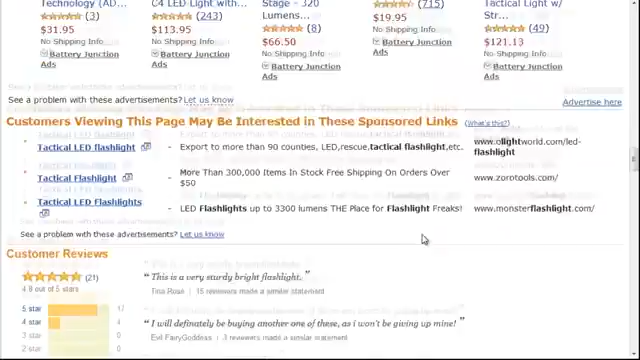 Technology (AD... C4 LED Light with... Stage - 320 Lumens... (715) Tactical Light w/ Str...
(3) (243) (8) $19.95 (49)
$31.95 $113.95 $66.50 No Shipping Info $121.13
No Shipping Info No Shipping Info No Shipping Info Battery Junction Ads No Shipping Info
Battery Junction Ads Battery Junction Ads Battery Junction Ads Battery Junction Ads
See a problem with these advertisements? Let us know
Advertise here
Customers Viewing This Page May Be Interested in These Sponsored Links (What's this?)
Tactical LED flashlight - Export to more than 90 counties, LED,rescue,tactical flashlight,etc. www.olightworld.com/led-flashlight
Tactical Flashlight - More Than 300,000 Items In Stock Free Shipping On Orders Over $50 www.zorotools.com/
Tactical LED Flashlights - LED Flashlights up to 3300 lumens THE Place for Flashlight Freaks! www.monsterflashlight.com/
See a problem with these advertisements? Let us know
Customer Reviews
(21)
4.9 out of 5 stars
5 star 17
4 star 4
3 star
2 star
" This is a very sturdy bright flashlight. "
Tina Rose | 15 reviewers made a similar statement
" I will definately be buying another one of these, as i won't be giving up mine! "
Evil FairyGoddess | 3 reviewers made a similar statement